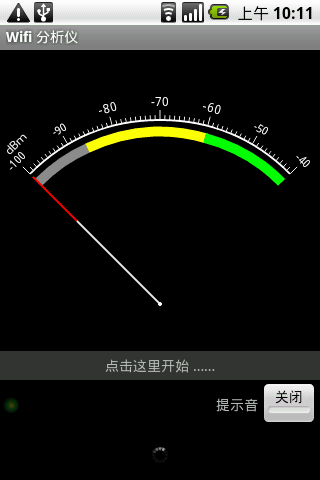 上午 10:11
Wifi 分析仪
dBm
-100
-90
-80
-70
-60
-50
-40
点击这里开始 ......
提示音
关闭